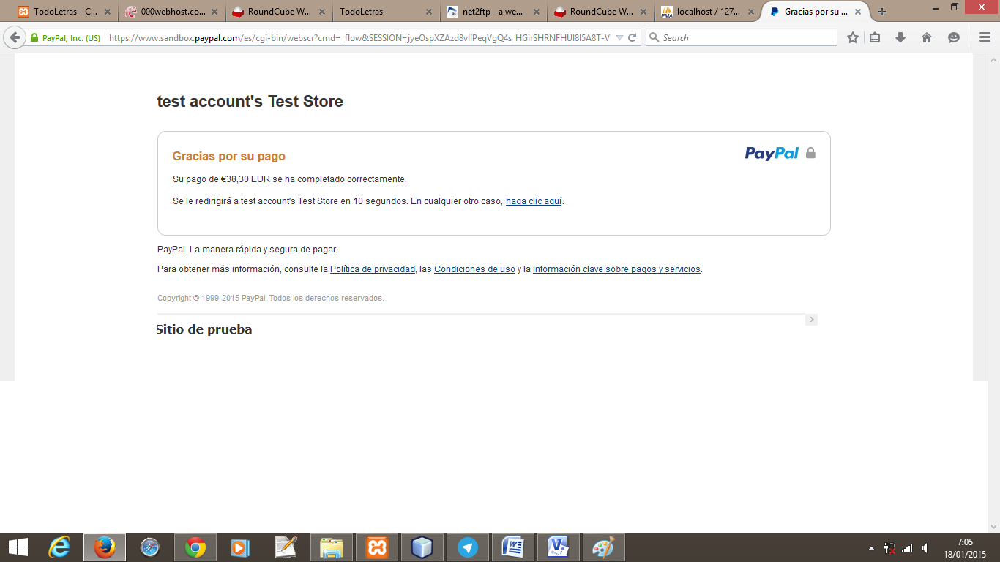 TodoLetras - C...
000webhost.co...
RoundCube W...
TodoLetras
net2ftp - a we...
RoundCube W...
localhost / 127...
Gracias por su ...
PayPal, Inc. (US)
https://www.sandbox.paypal.com/es/cgi-bin/webscr?cmd=_flow&SESSION=
Search
test account's Test Store
Gracias por su pago
PayPal
Su pago de €38,30 EUR se ha completado correctamente.
Se le redirigirá a test account's Test Store en 10 segundos. En cualquier otro caso, haga clic aquí.
PayPal. La manera rápida y segura de pagar.
Para obtener más información, consulte la Política de privacidad, las Condiciones de uso y la Información clave sobre pagos y servicios.
Copyright © 1999-2015 PayPal. Todos los derechos reservados.
Sitio de prueba
7:05
18/01/2015